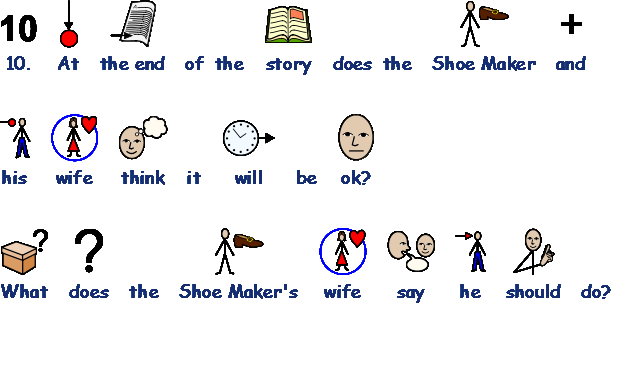 10
10. At the end of the story does the Shoe Maker and
his wife think it will be ok?
What does the Shoe Maker's wife say he should do?